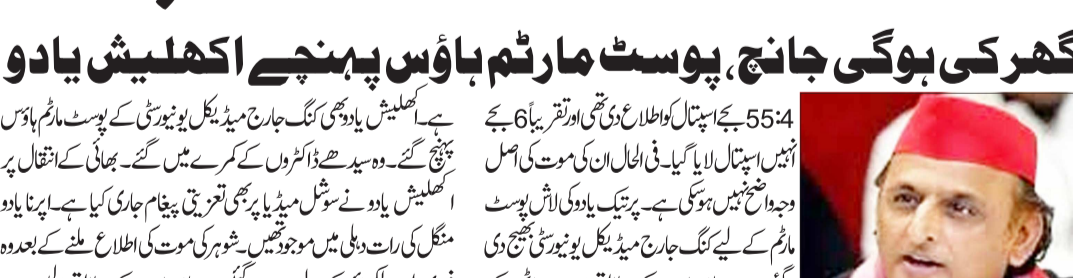 گھر کی ہوگی جانچ، پوسٹ مارٹم ہاؤس پہنچے اکھلیش یادو
55:4 بجے اسپتال کو اطلاع دی تھی اور تقریباً 6 بجے
انہیں اسپتال لایا گیا۔ فی الحال ان کی موت کی اصل
وجہ واضح نہیں ہوسکی ہے۔ پرتیک یادو کی لاش پوسٹ
مارٹم کے لیے کنگ جارج میڈیکل یونیورسٹی بھیج دی
ہے۔ اکھلیش یادو بھی کنگ جارج میڈیکل یونیورسٹی کے پوسٹ مارٹم ہاؤس
پہنچ گئے۔ وہ سیدھے ڈاکٹروں کے کمرے میں گئے۔ بھائی کے انتقال پر
اکھلیش یادو نے سوشل میڈیا پر بھی تعزیتی پیغام جاری کیا ہے۔ اپرنا یادو
منگل کی رات دہلی میں موجود تھیں۔ شوہر کی موت کی اطلاع ملنے کے بعد وہ